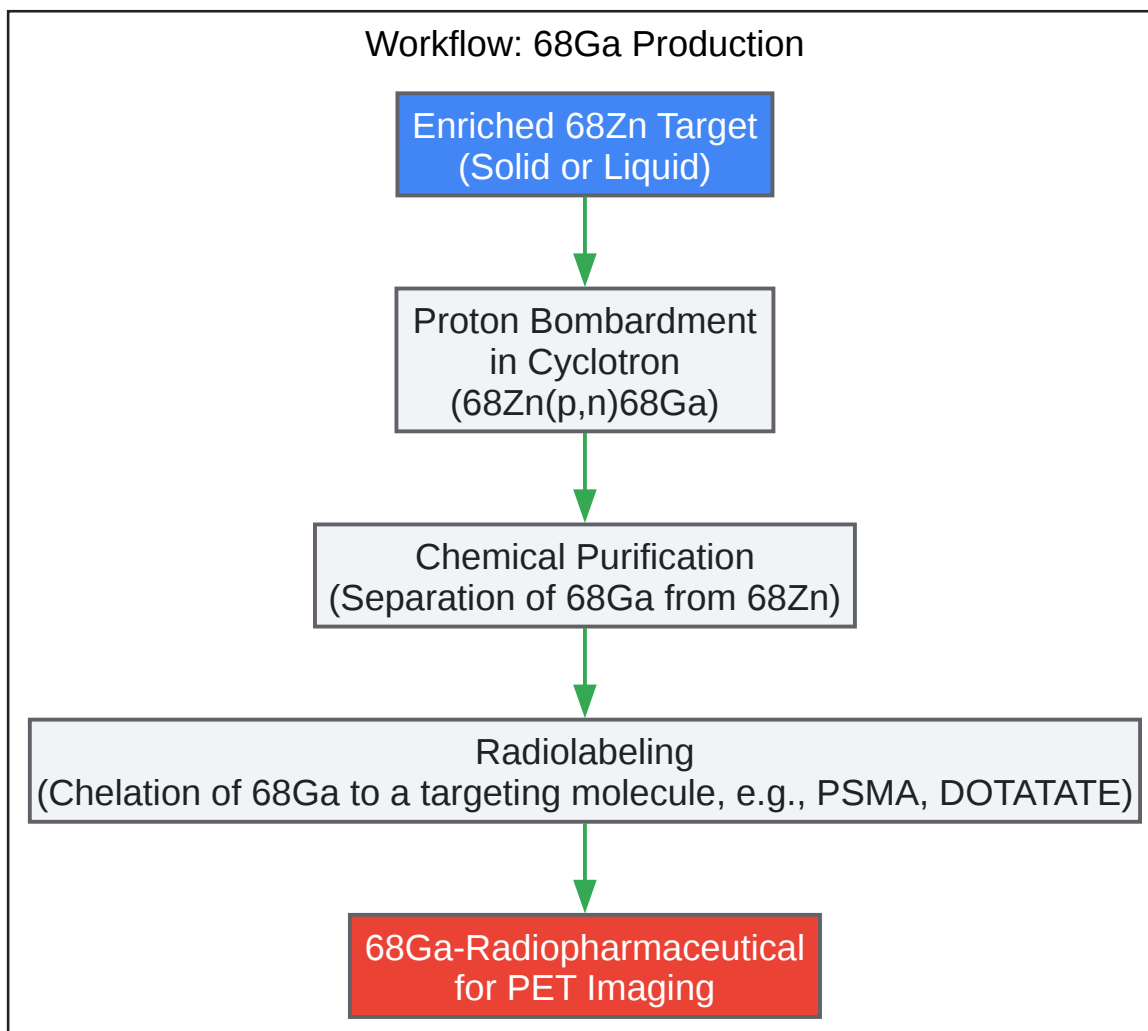 Workflow: 68Ga Production
Enriched 68Zn Target
(Solid or Liquid)
Proton Bombardment
in Cyclotron
(68Zn(p,n)68Ga)
Chemical Purification
(Separation of 68Ga from 68Zn)
Radiolabeling
(Chelation of 68Ga to a targeting molecule, e.g., PSMA, DOTATATE)
68Ga-Radiopharmaceutical
for PET Imaging